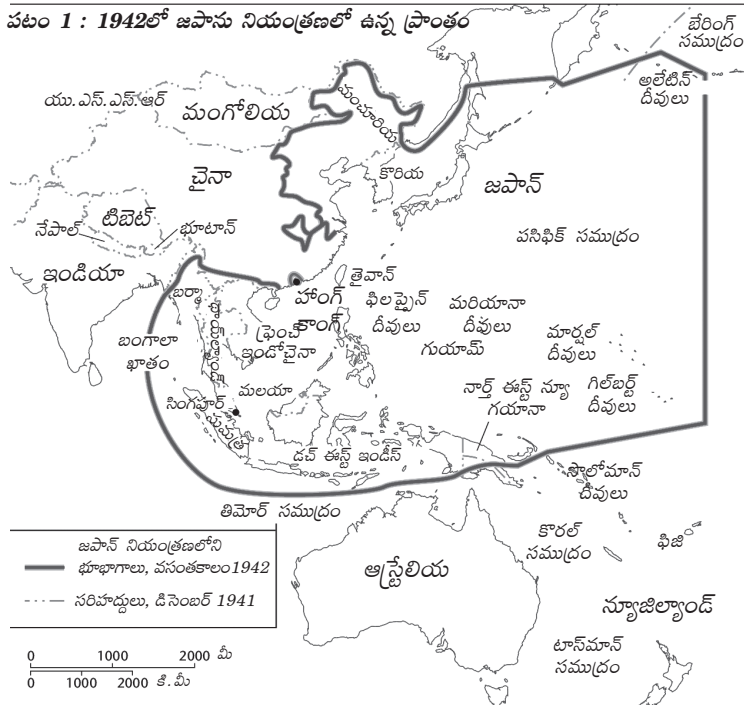 పటం 1 : 1942లో జపాను నియంత్రణలో ఉన్న ప్రాంతం
బేరింగ్
సముద్రం
అలేటిన్
దీవులు
యు.ఎస్.ఎస్.ఆర్
మంగోలియ
మంచూరియ
చైనా
కొరియ
జపాన్
టిబెట్
నేపాల్
భూటాన్
పసిఫిక్ సముద్రం
ఇండియా
బర్మా
తైవాన్
హాంగ్
కాంగ్
ఫిలప్పైన్
దీవులు
మరియానా
దీవులు
గుయామ్
మార్షల్
దీవులు
ఫ్రెంచ్
ఇండోచైనా
బంగాలా
ఖాతం
మలయా
సింగపూర్
సుమత్ర
నార్త్ ఈస్ట్ న్యూ
గయానా
గిల్‌బర్ట్
దీవులు
డచ్ ఈస్ట్ ఇండీస్
సొలోమాన్
దీవులు
తిమోర్ సముద్రం
కొరల్
సముద్రం
ఫిజి
ఆస్ట్రేలియ
న్యూజిల్యాండ్
టాస్‌మాన్
సముద్రం
జపాన్ నియంత్రణలోని
భూభాగాలు, వసంతకాలం1942
సరిహద్దులు, డిసెంబర్ 1941
0 1000 2000 మీ
0 1000 2000 కి.మీ